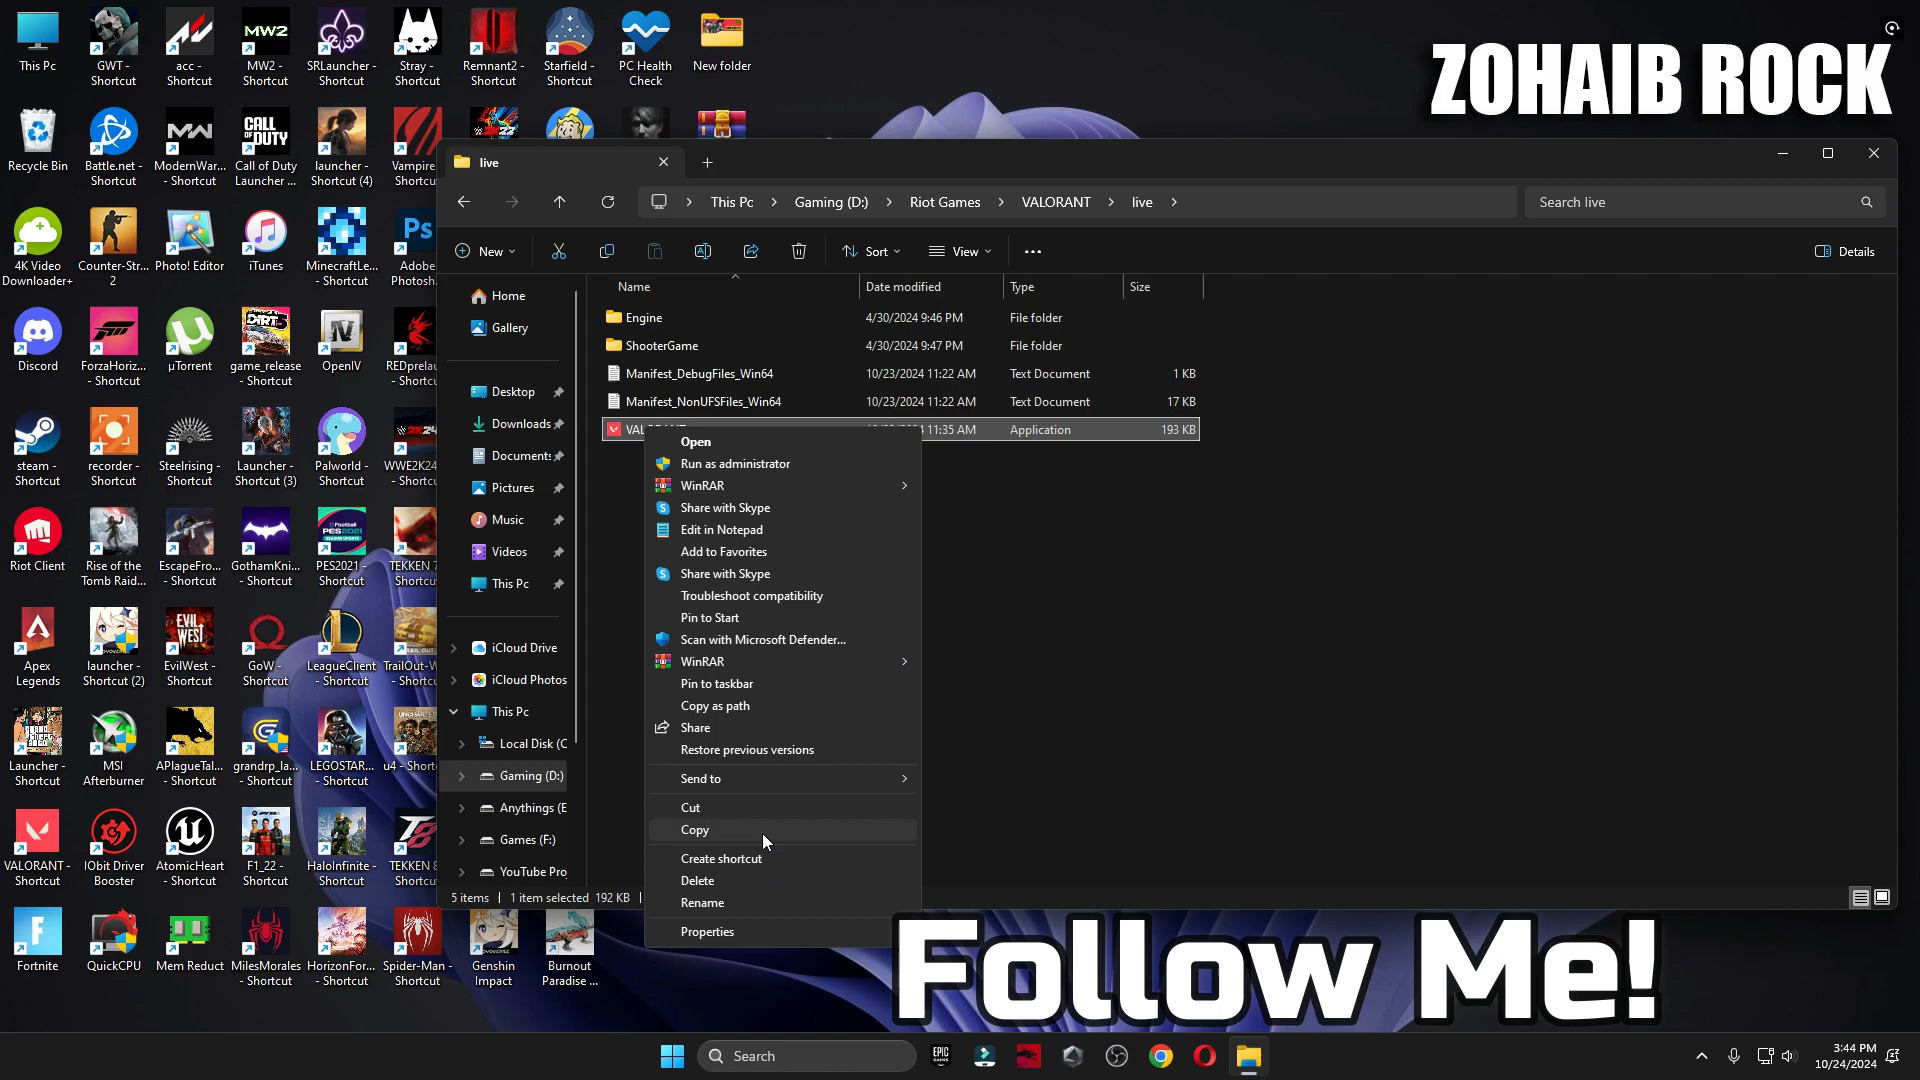 ZOHAIB ROCK
This Pc
GWT - Shortcut
acc - Shortcut
MW2 - Shortcut
SRLauncher - Shortcut
Stray - Shortcut
Remnant2 - Shortcut
Starfield - Shortcut
PC Health Check
New folder
Recycle Bin
Battle.net - Shortcut
ModernWar... - Shortcut
Call of Duty Launcher ...
launcher - Shortcut (4)
Vampire
Shortcu
4K Video Downloader+
Counter-Str... 2
Photo! Editor
iTunes
MinecraftLe... - Shortcut
Adobe
Photosh.
Discord
ForzaHoriz... - Shortcut
µTorrent
game_release - Shortcut
OpenIV
REDprelau
Shortcu
steam - Shortcut
recorder - Shortcut
Steelrising - Shortcut
Launcher - Shortcut (3)
Palworld - Shortcut
WWE2K24
Shortcu
Riot Client
Rise of the Tomb Raid...
EscapeFro... - Shortcut
GothamKni... - Shortcut
PES2021 - Shortcut
TEKKEN 7
Shortcu
Apex Legends
launcher - Shortcut (2)
EvilWest - Shortcut
GoW - Shortcut
LeagueClient - Shortcut
TrailOut-W
Shortcu
Launcher - Shortcut
MSI Afterburner
APlagueTal... - Shortcut
grandrp_la... - Shortcut
LEGOSTAR... - Shortcut
u4 - Shortc
VALORANT - Shortcut
IObit Driver Booster
AtomicHeart - Shortcut
F1_22 - Shortcut
HaloInfinite - Shortcut
TEKKEN 8
Shortcu
Fortnite
QuickCPU
Mem Reduct
MilesMorales - Shortcut
HorizonFor... - Shortcut
Spider-Man - Shortcut
Genshin Impact
Burnout Paradise ...
live
This Pc > Gaming (D:) > Riot Games > VALORANT > live >
Search live
New
Sort
View
Details
Name Date modified Type Size
Engine 4/30/2024 9:46 PM File folder
ShooterGame 4/30/2024 9:47 PM File folder
Manifest_DebugFiles_Win64 10/23/2024 11:22 AM Text Document 1 KB
Manifest_NonUFSFiles_Win64 10/23/2024 11:22 AM Text Document 17 KB
11:35 AM Application 193 KB
Home
Gallery
Desktop
Downloads
Documents
Pictures
Music
Videos
This Pc
iCloud Drive
iCloud Photos
This Pc
Local Disk (C
Gaming (D:)
Anythings (E
Games (F:)
YouTube Proj
5 items 1 item selected 192 KB
Open
Run as administrator
WinRAR
Share with Skype
Edit in Notepad
Add to Favorites
Share with Skype
Troubleshoot compatibility
Pin to Start
Scan with Microsoft Defender...
WinRAR
Pin to taskbar
Copy as path
Share
Restore previous versions
Send to
Cut
Copy
Create shortcut
Delete
Rename
Properties
Follow Me!
Search
3:44 PM
10/24/2024